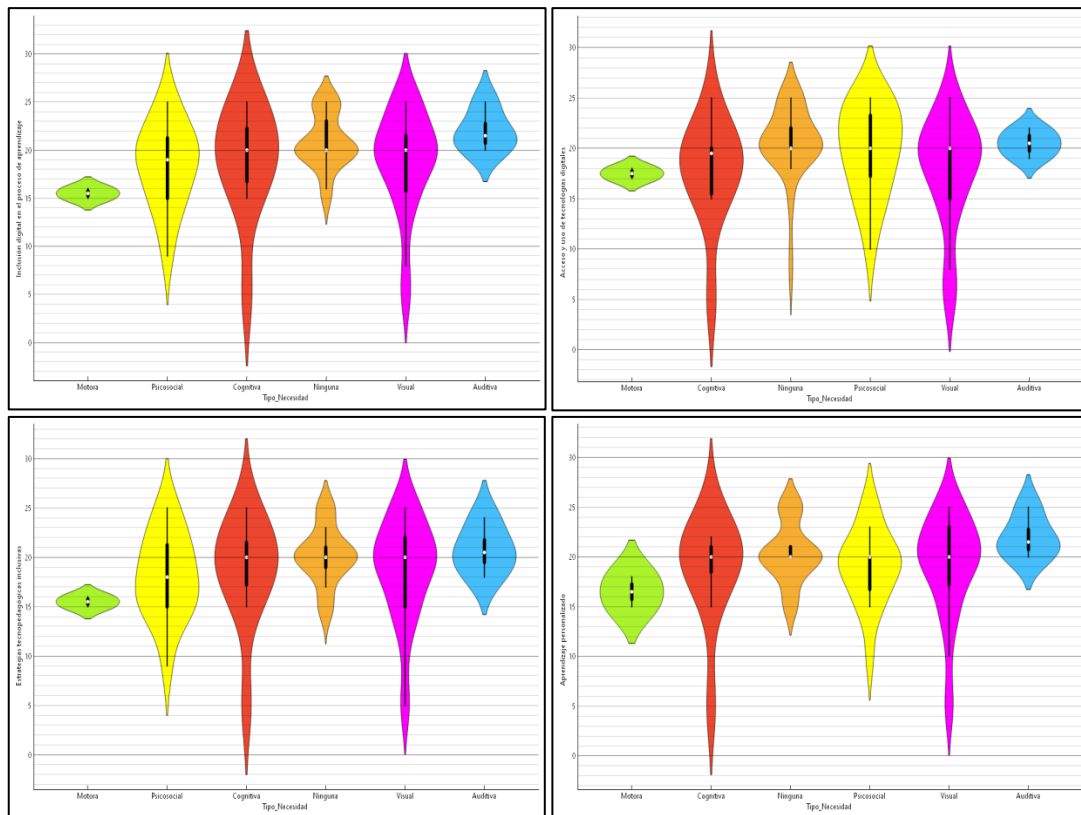 Inclusión digital en el proceso de aprendizaje
30
25
20
15
10
5
0
Motora Psicosocial Cognitiva Ninguna Visual Auditiva
Tipo_Necesidad
Acceso y uso de tecnologías digitales
30
25
20
15
10
5
0
Motora Cognitiva Ninguna Psicosocial Visual Auditiva
Tipo_Necesidad
Estrategias tecnopedagógicas inclusivas
30
25
20
15
10
5
0
Motora Psicosocial Cognitiva Ninguna Visual Auditiva
Tipo_Necesidad
Aprendizaje personalizado
30
25
20
15
10
5
0
Motora Cognitiva Ninguna Psicosocial Visual Auditiva
Tipo_Necesidad